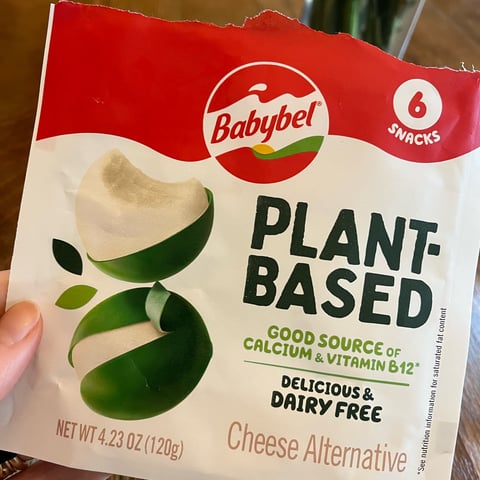 Babybel®
6
SNACKS
PLANT-
BASED
GOOD SOURCE OF
CALCIUM & VITAMIN B12*
DELICIOUS &
DAIRY FREE
Cheese Alternative
NET WT 4.23 OZ (120g)
*See nutrition information for saturated fat content